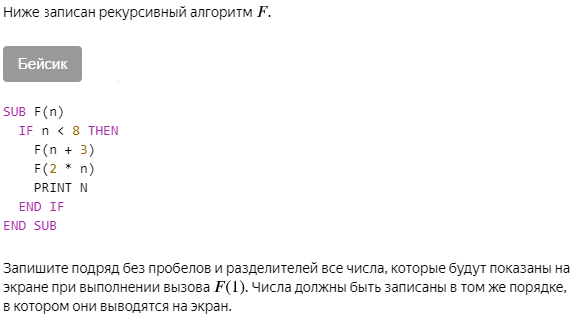 Ниже записан рекурсивный алгоритм F.
Бейсик
SUB F(n)
IF n < 8 THEN
F(n + 3)
F(2 * n)
PRINT N
END IF
END SUB
Запишите подряд без пробелов и разделителей все числа, которые будут показаны на
экране при выполнении вызова F(1). Числа должны быть записаны в том же порядке,
в котором они выводятся на экран.